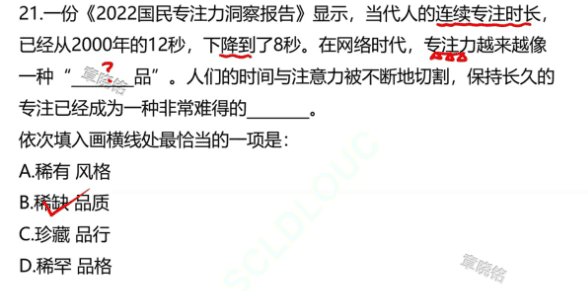 21.一份《2022国民专注力洞察报告》显示，当代人的连续专注时长，
已经从2000年的12秒，下降到了8秒。在网络时代，专注力越来越像
一种“______品”。人们的时间与注意力被不断地切割，保持长久的
专注已经成为一种非常难得的______。
依次填入画横线处最恰当的一项是：
A.稀有 风格
B.稀缺 品质
C.珍藏 品行
D.稀罕 品格
?
章晓铭
章晓铭
SCLDLOUC